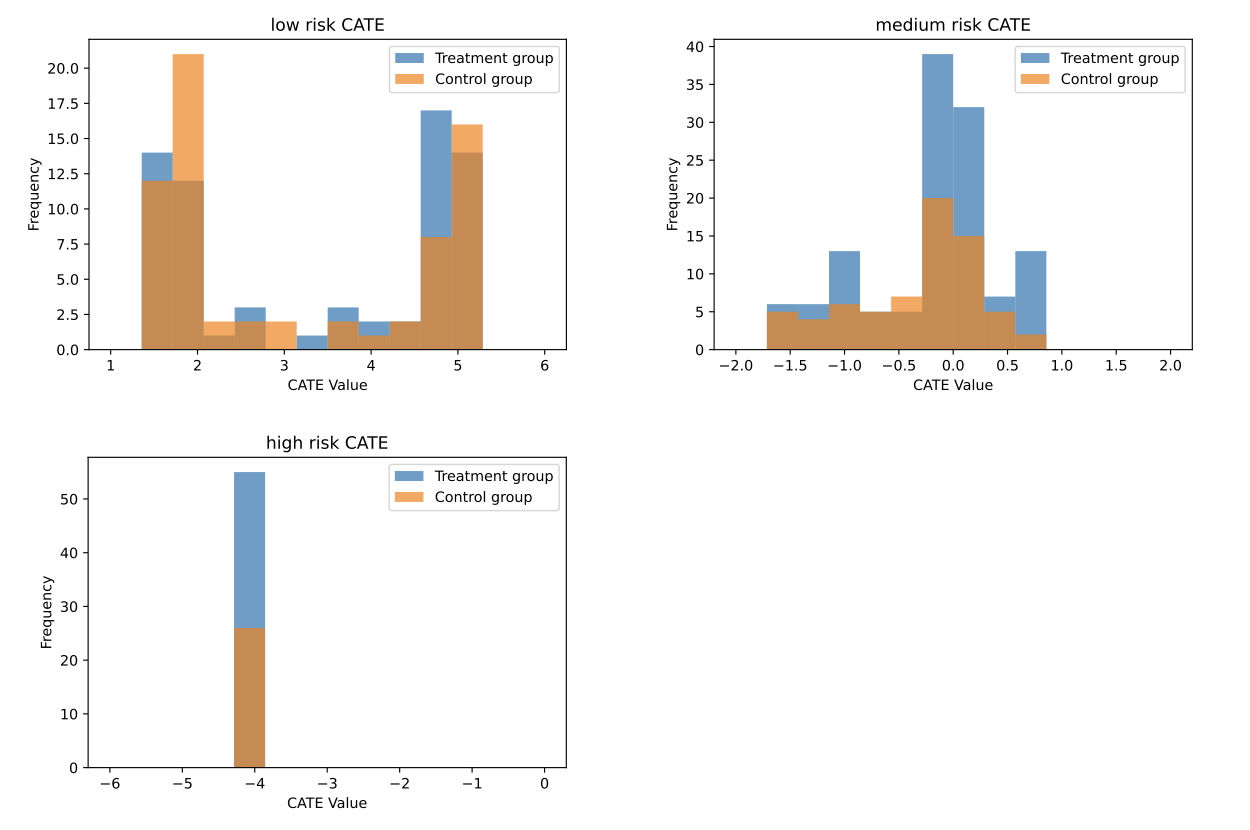 low risk CATE
Treatment group
Control group
20.0
17.5
15.0
12.5
10.0
7.5
5.0
2.5
0.0
Frequency
1 2 3 4 5 6
CATE Value
medium risk CATE
Treatment group
Control group
40
35
30
25
20
15
10
5
0
Frequency
−2.0 −1.5 −1.0 −0.5 0.0 0.5 1.0 1.5 2.0
CATE Value
high risk CATE
Treatment group
Control group
50
40
30
20
10
0
Frequency
−6 −5 −4 −3 −2 −1 0
CATE Value